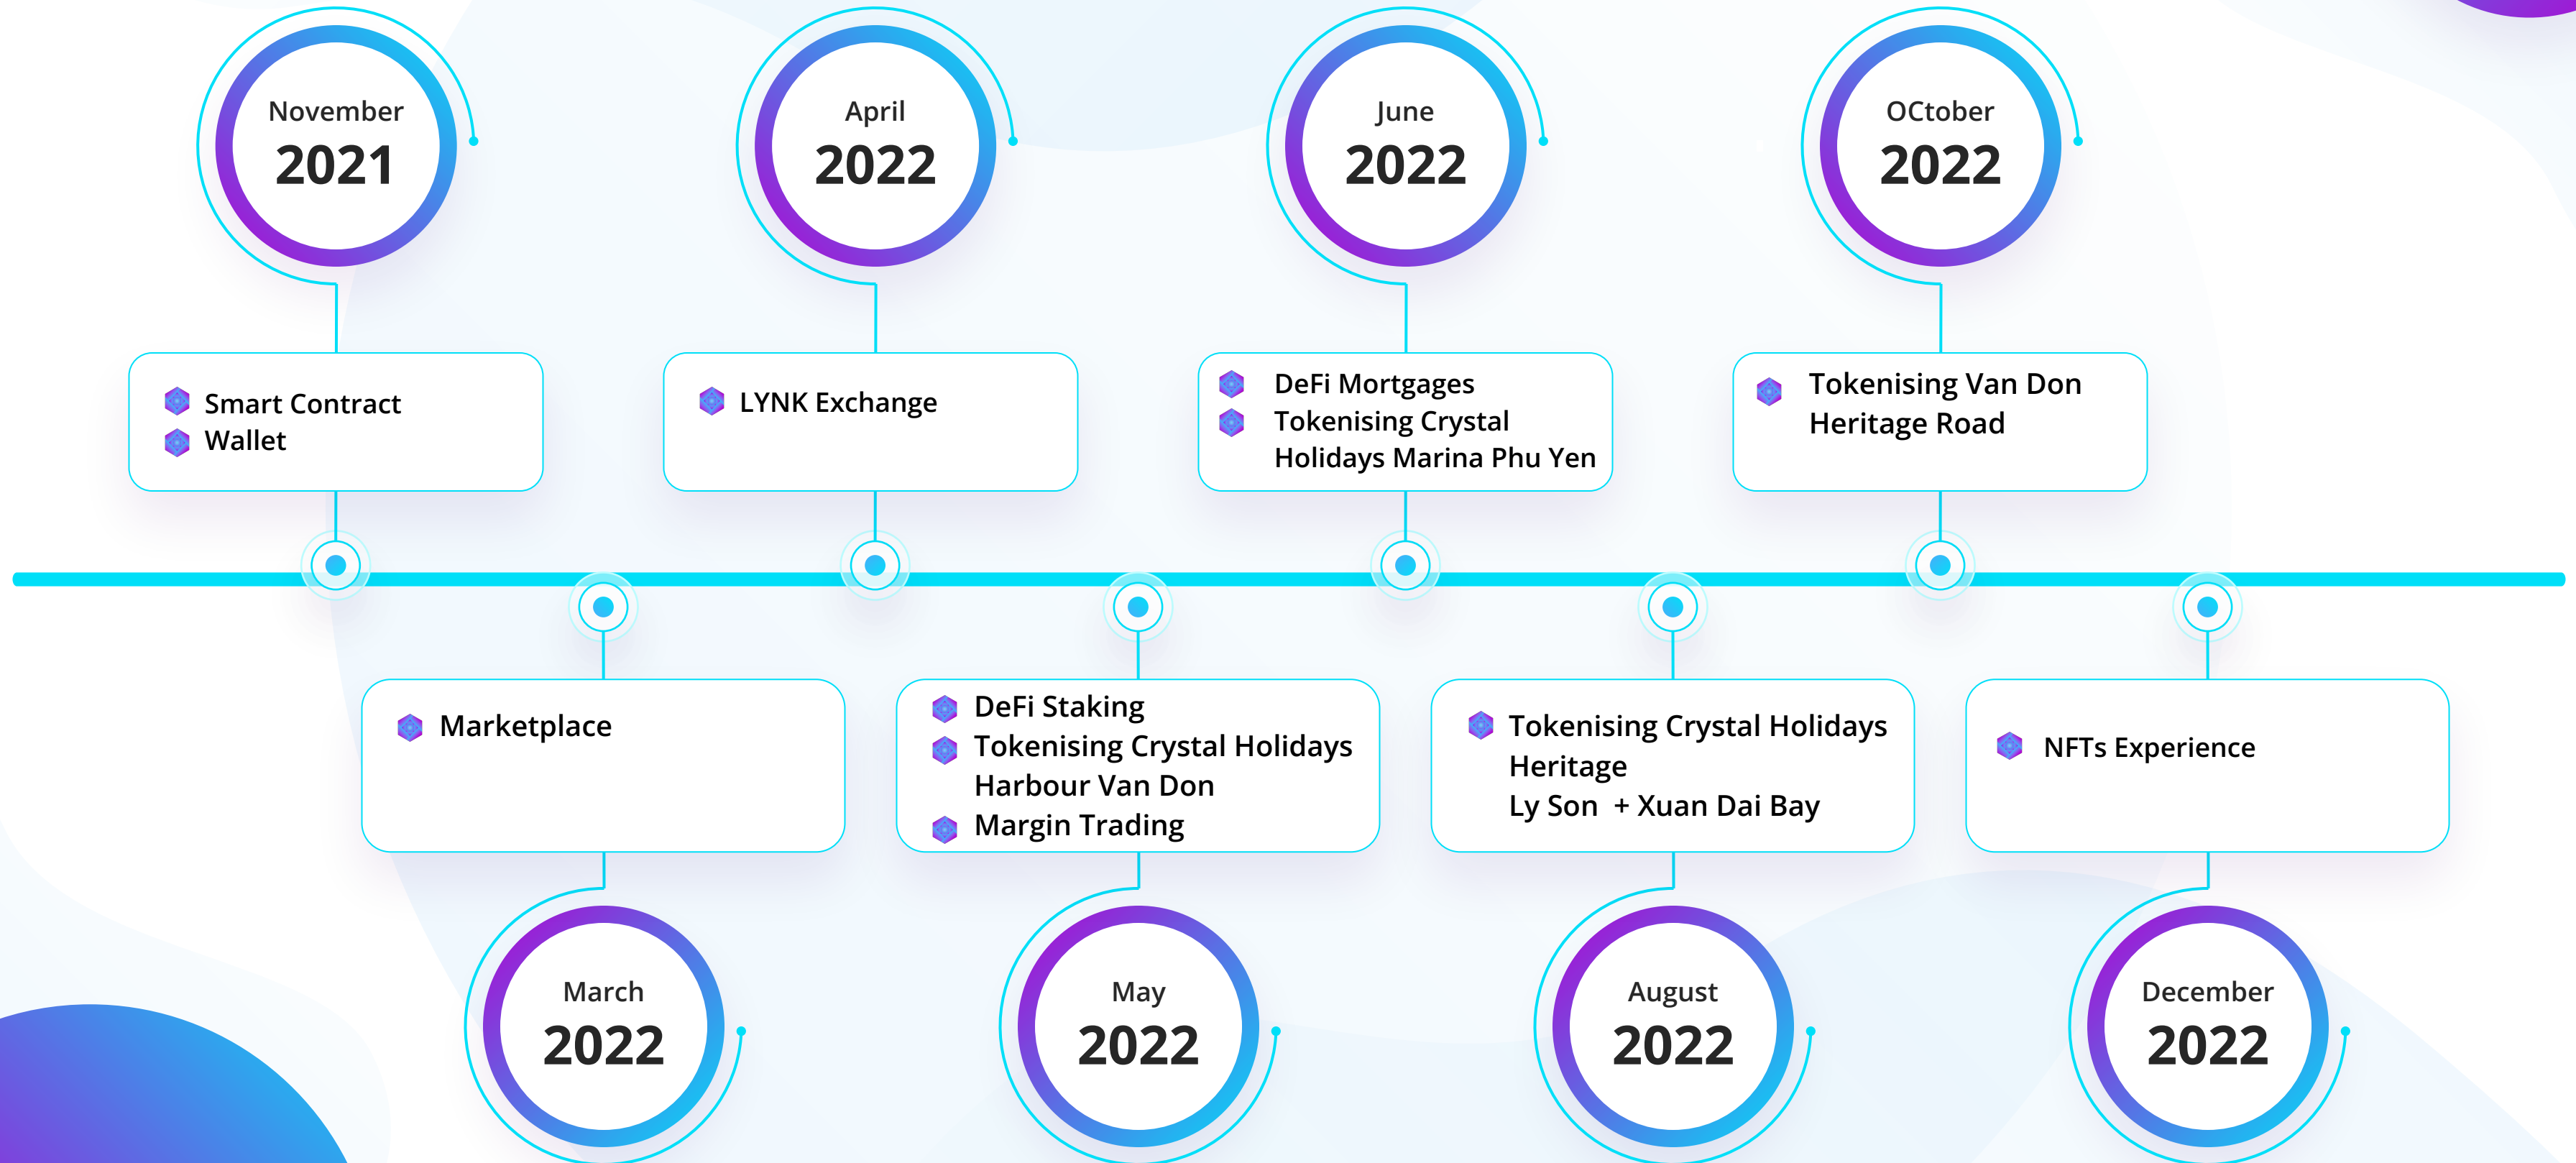 November
2021
April
2022
June
2022
OCtober
2022
Smart Contract
Wallet
LYNK Exchange
DeFi Mortgages
Tokenising Crystal
Holidays Marina Phu Yen
Tokenising Van Don
Heritage Road
Marketplace
DeFi Staking
Tokenising Crystal Holidays
Harbour Van Don
Margin Trading
Tokenising Crystal Holidays
Heritage
Ly Son  + Xuan Dai Bay
NFTs Experience
March
2022
May
2022
August
2022
December
2022